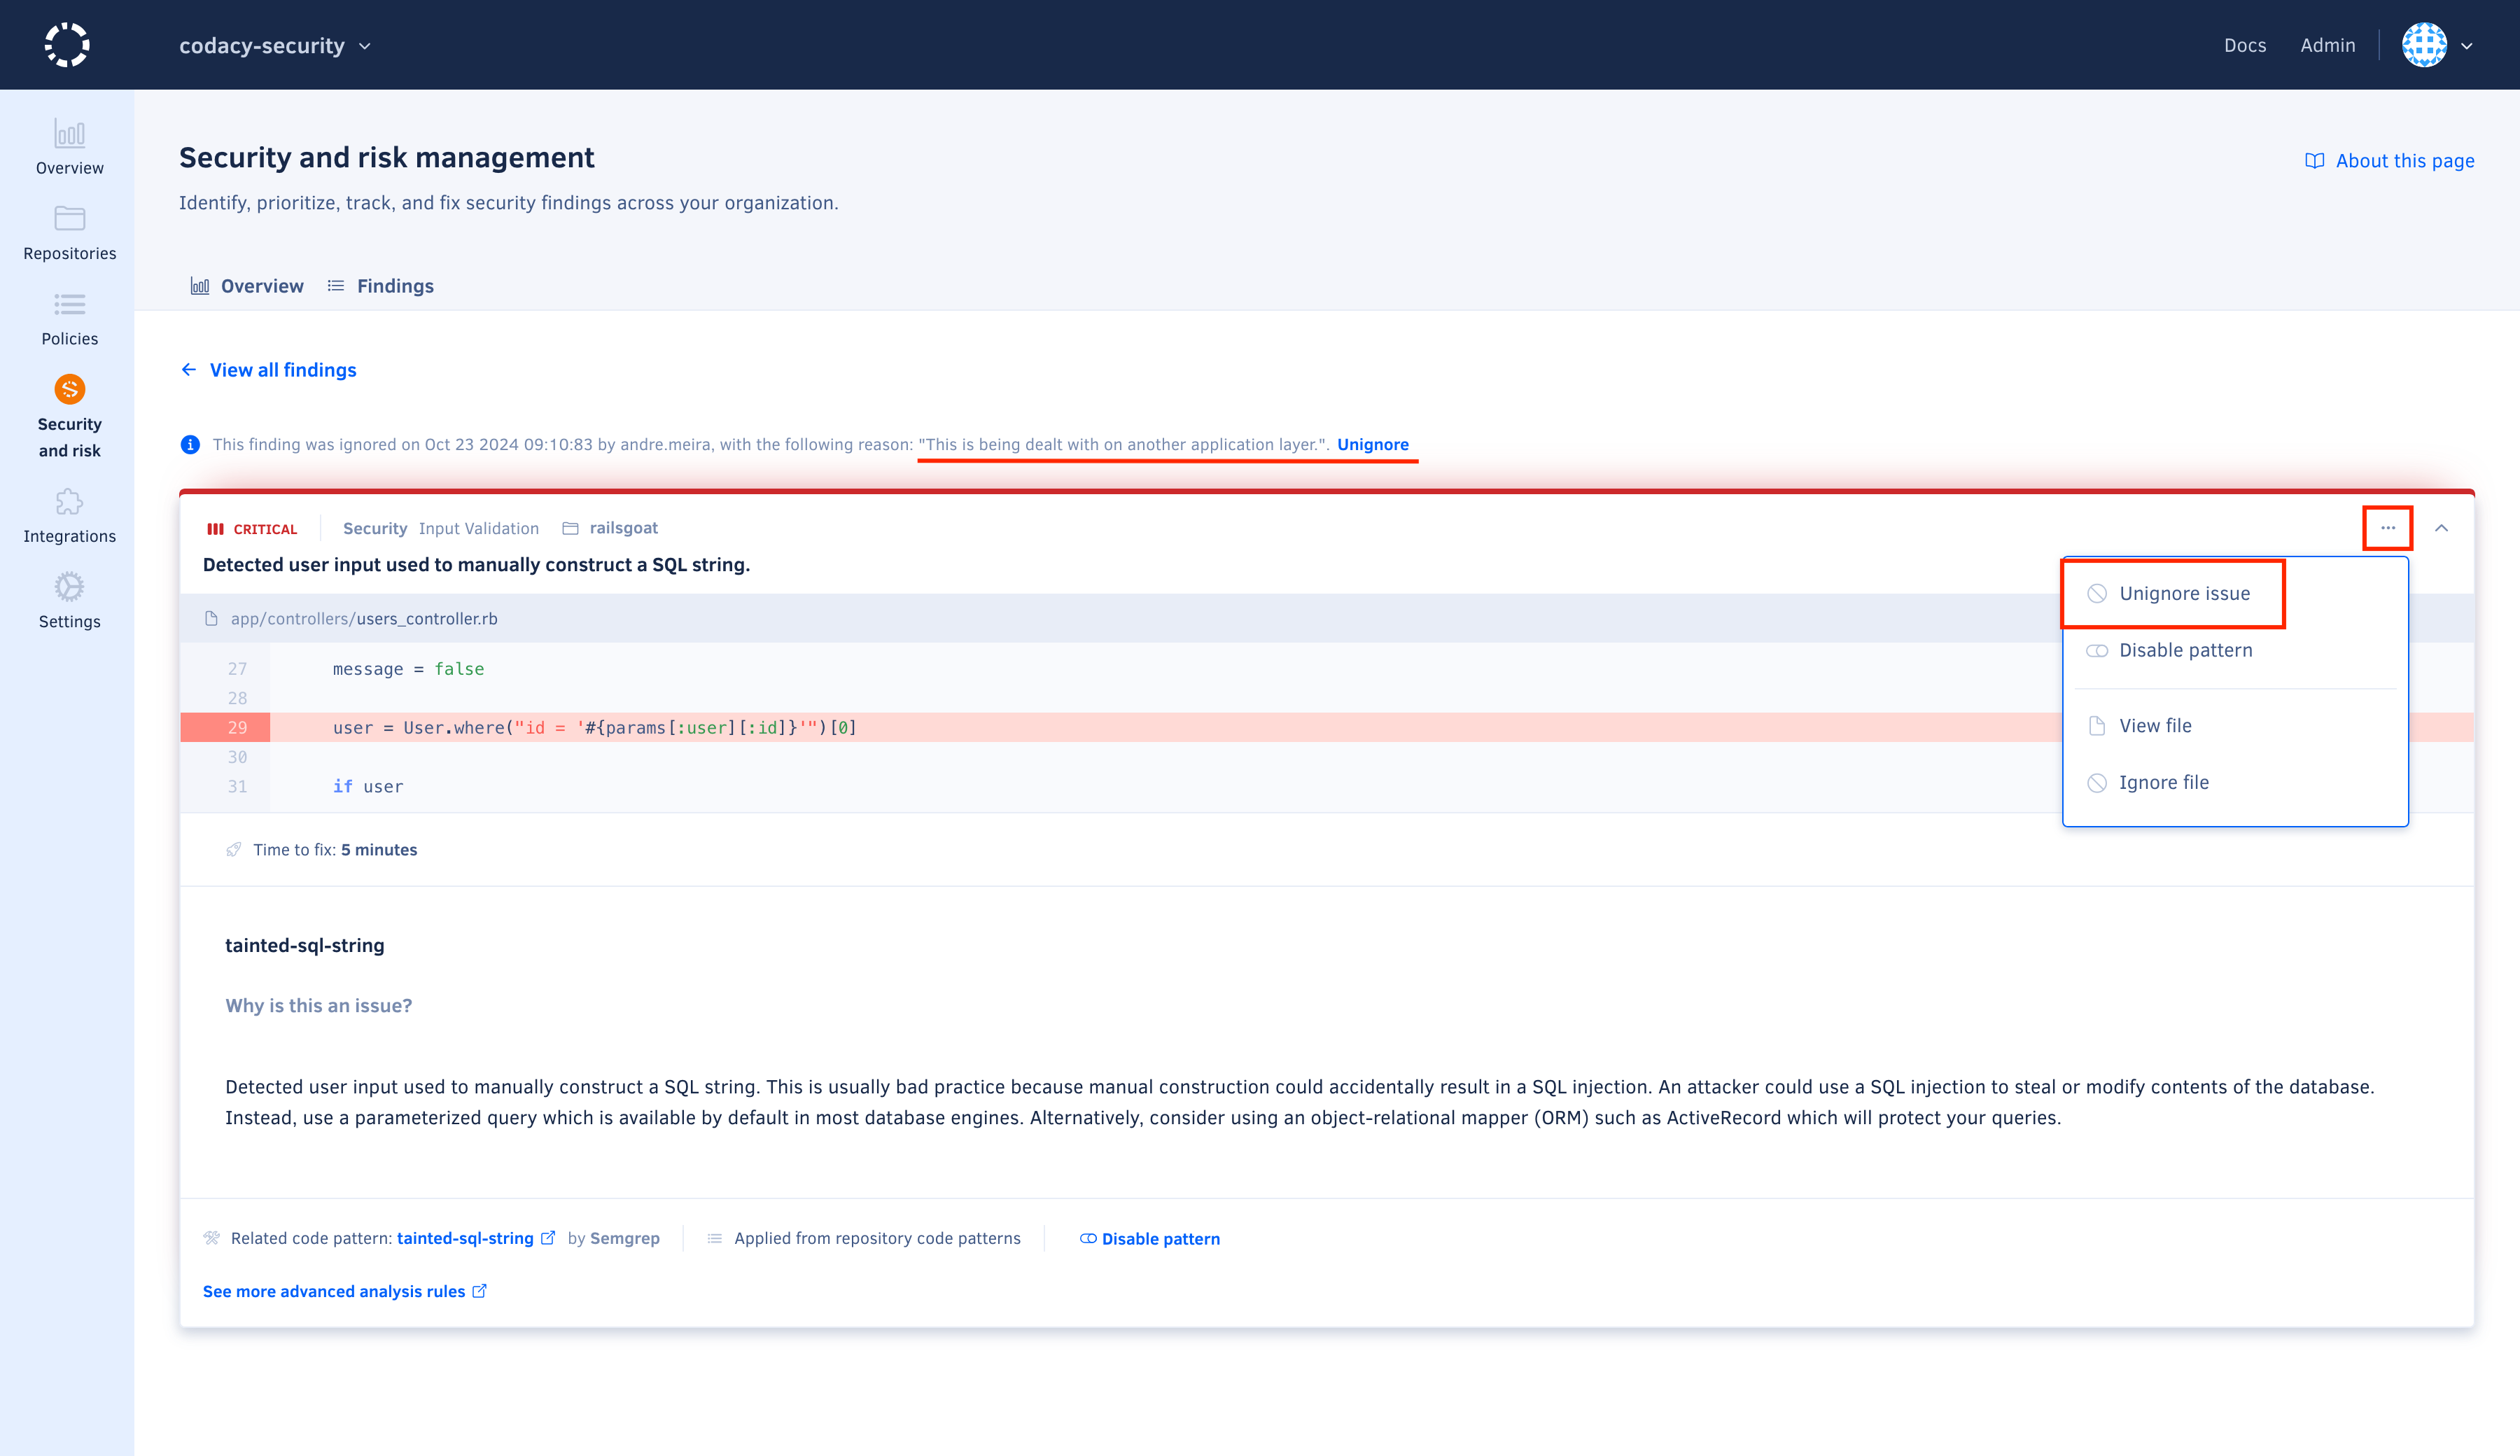 codacy-security
Docs
Admin
Overview
Repositories
Policies
Security
and risk
Integrations
Settings
Security and risk management
About this page
Identify, prioritize, track, and fix security findings across your organization.
Overview
Findings
View all findings
This finding was ignored on Oct 23 2024 09:10:83 by andre.meira, with the following reason: "This is being dealt with on another application layer.". Unignore
CRITICAL Security Input Validation railsgoat
Detected user input used to manually construct a SQL string.
Unignore issue
Disable pattern
View file
Ignore file
app/controllers/users_controller.rb
27 message = false
28
29 user = User.where("id = '#{params[:user][:id]}'")[0]
30
31 if user
Time to fix: 5 minutes
tainted-sql-string
Why is this an issue?
Detected user input used to manually construct a SQL string. This is usually bad practice because manual construction could accidentally result in a SQL injection. An attacker could use a SQL injection to steal or modify contents of the database.
Instead, use a parameterized query which is available by default in most database engines. Alternatively, consider using an object-relational mapper (ORM) such as ActiveRecord which will protect your queries.
Related code pattern: tainted-sql-string by Semgrep Applied from repository code patterns Disable pattern
See more advanced analysis rules